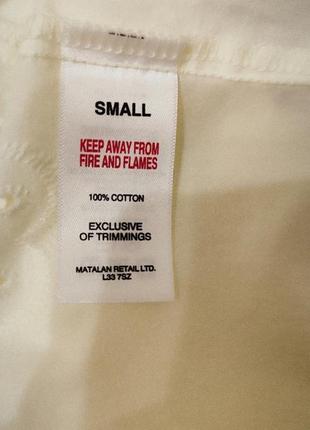 SMALL
KEEP AWAY FROM
FIRE AND FLAMES
100% COTTON
EXCLUSIVE
OF TRIMMINGS
MATALAN RETAIL LTD.
L33 7SZ